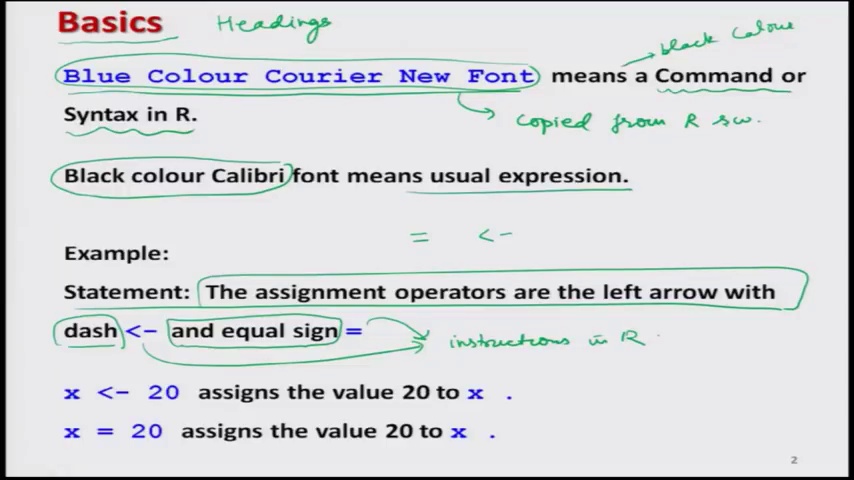 Basics Headings
black Colour
Blue Colour Courier New Font means a Command or
Syntax in R.
copied from R sw.
Black colour Calibri font means usual expression.
= <-
Example:
Statement: The assignment operators are the left arrow with
dash <- and equal sign =
instructions in R
x <- 20 assigns the value 20 to x .
x = 20 assigns the value 20 to x .
2